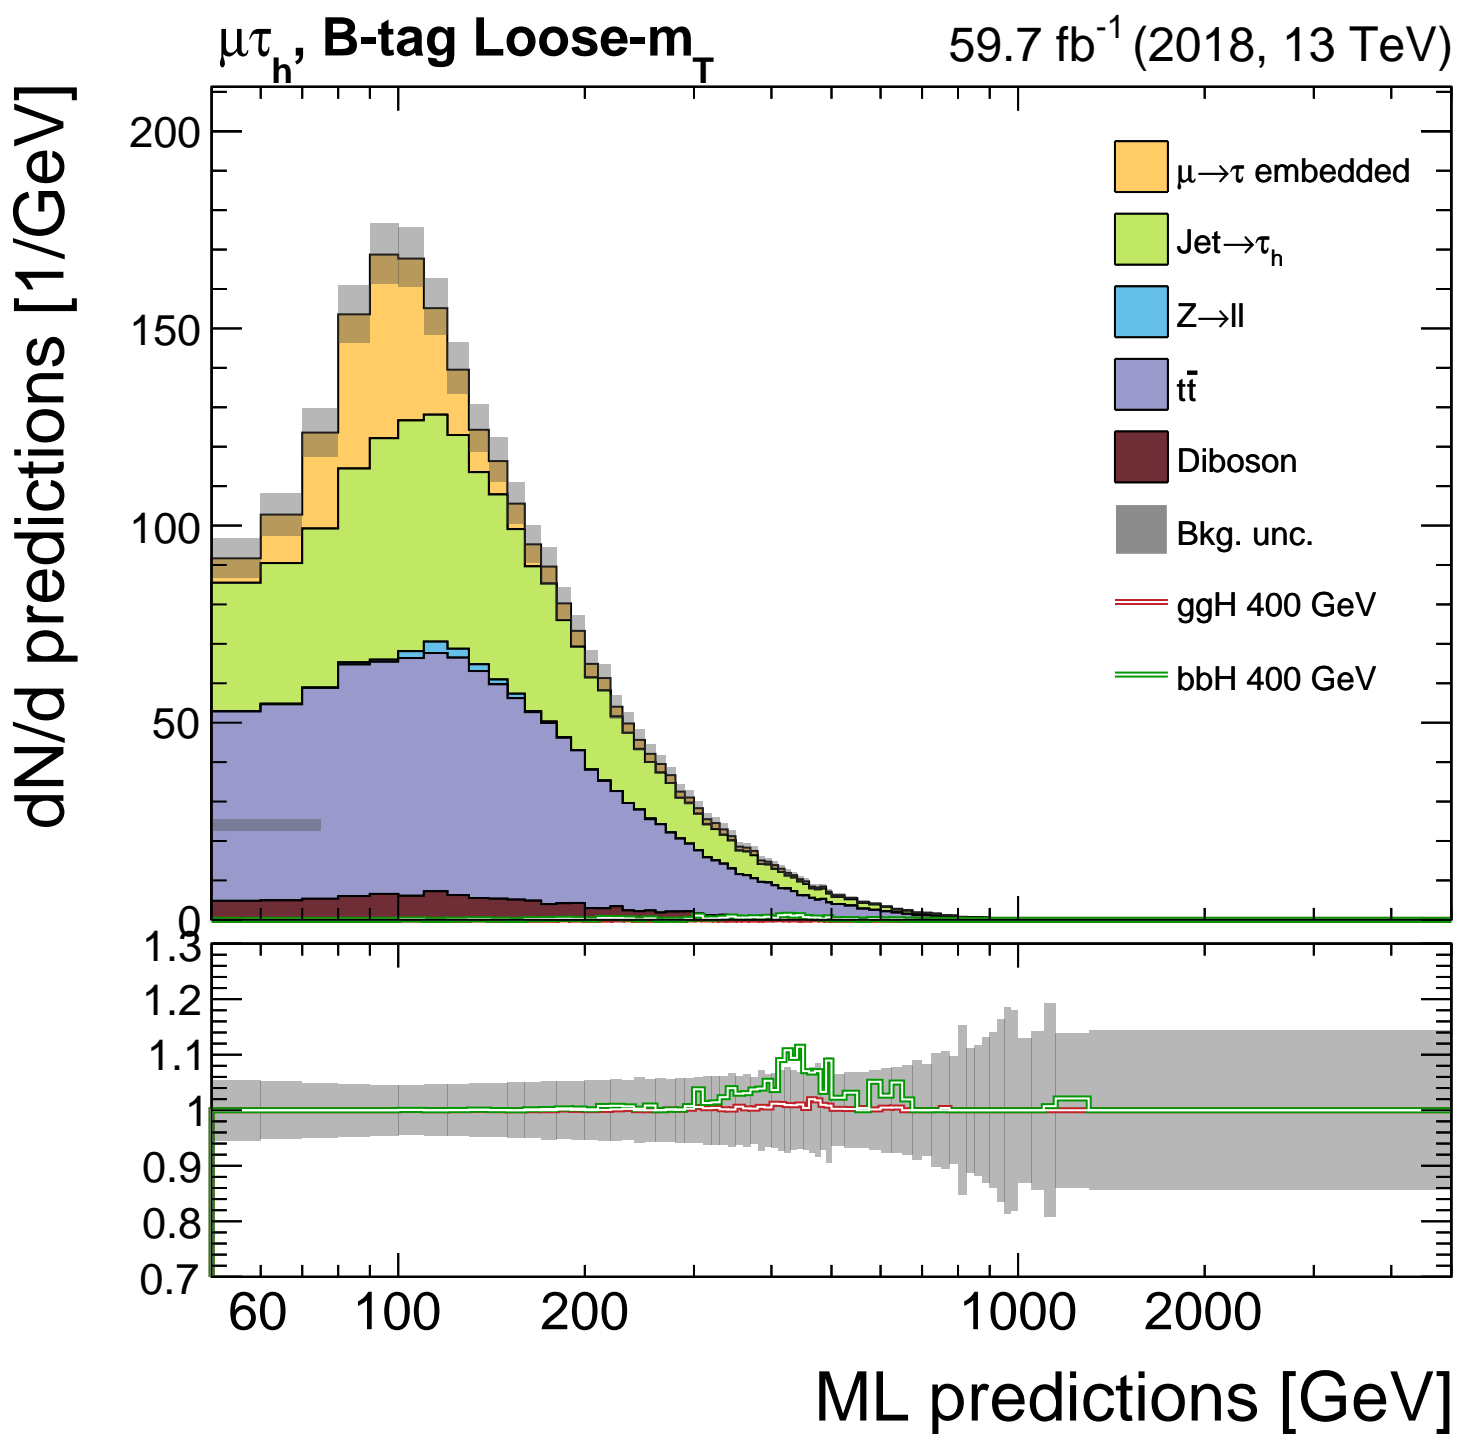 μτh, B-tag Loose-mT
59.7 fb-1 (2018, 13 TeV)
dN/d predictions [1/GeV]
200
150
100
50
0
μ→τ embedded
Jet→τh
Z→ll
tt̄
Diboson
Bkg. unc.
ggH 400 GeV
bbH 400 GeV
1.3
1.2
1.1
1
0.9
0.8
0.7
60 100 200 1000 2000
ML predictions [GeV]